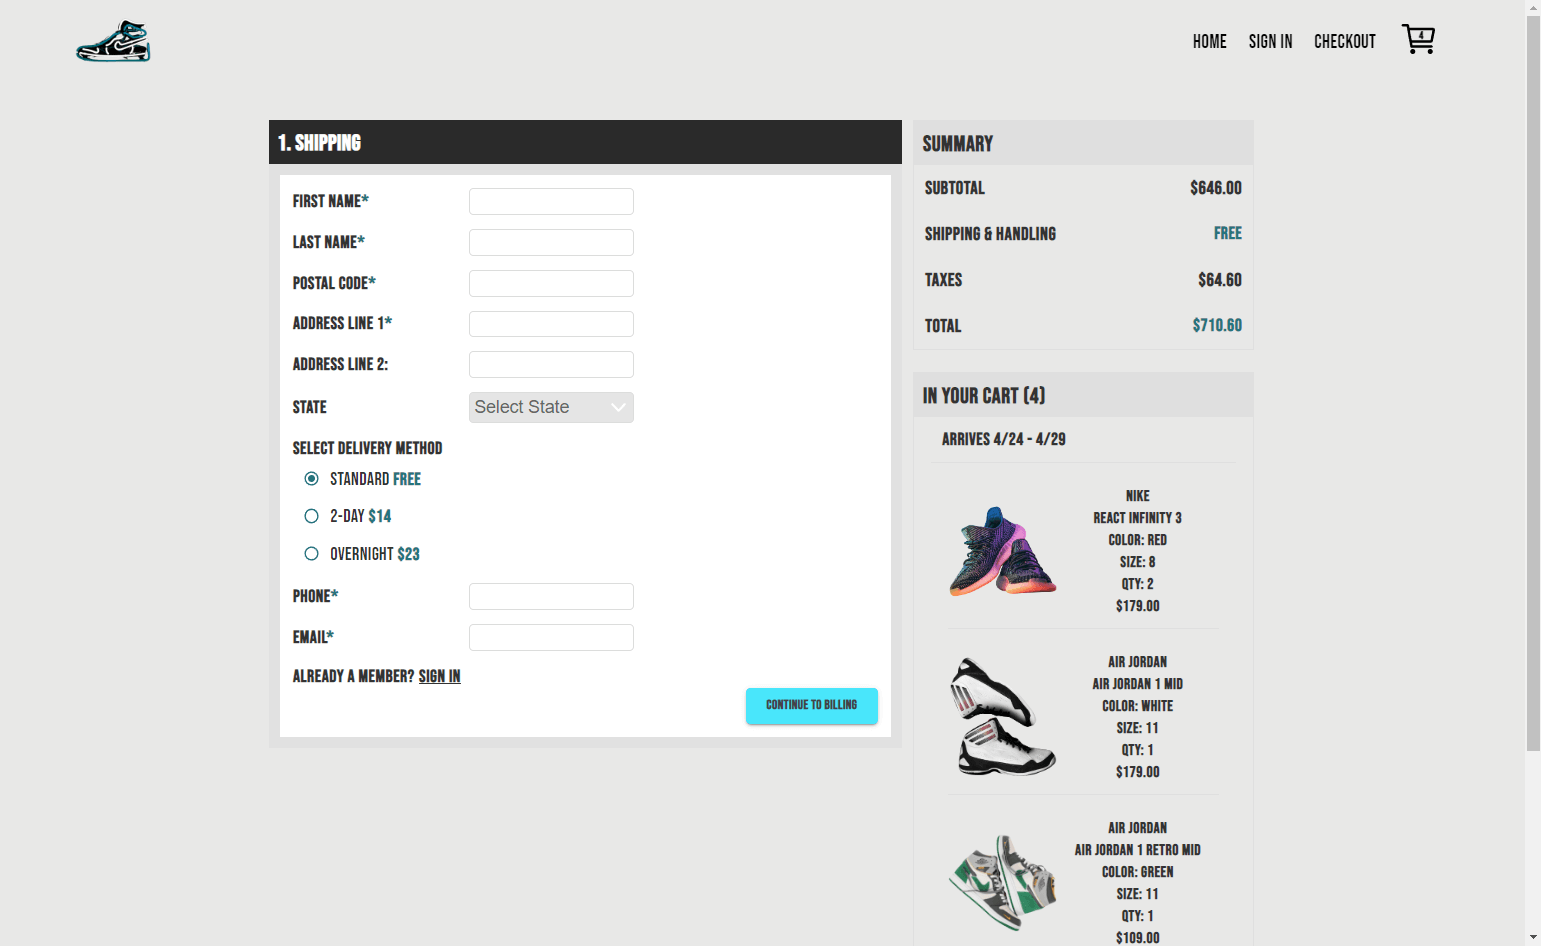 HOME
SIGN IN
CHECKOUT
4
1. SHIPPING
FIRST NAME*
LAST NAME*
POSTAL CODE*
ADDRESS LINE 1*
ADDRESS LINE 2:
STATE
Select State
SELECT DELIVERY METHOD
STANDARD FREE
2-DAY $14
OVERNIGHT $23
PHONE*
EMAIL*
ALREADY A MEMBER? SIGN IN
CONTINUE TO BILLING
SUMMARY
SUBTOTAL $646.00
SHIPPING & HANDLING FREE
TAXES $64.60
TOTAL $710.60
IN YOUR CART (4)
ARRIVES 4/24 - 4/29
NIKE
REACT INFINITY 3
COLOR: RED
SIZE: 8
QTY: 2
$179.00
AIR JORDAN
AIR JORDAN 1 MID
COLOR: WHITE
SIZE: 11
QTY: 1
$179.00
AIR JORDAN
AIR JORDAN 1 RETRO MID
COLOR: GREEN
SIZE: 11
QTY: 1
$109.00